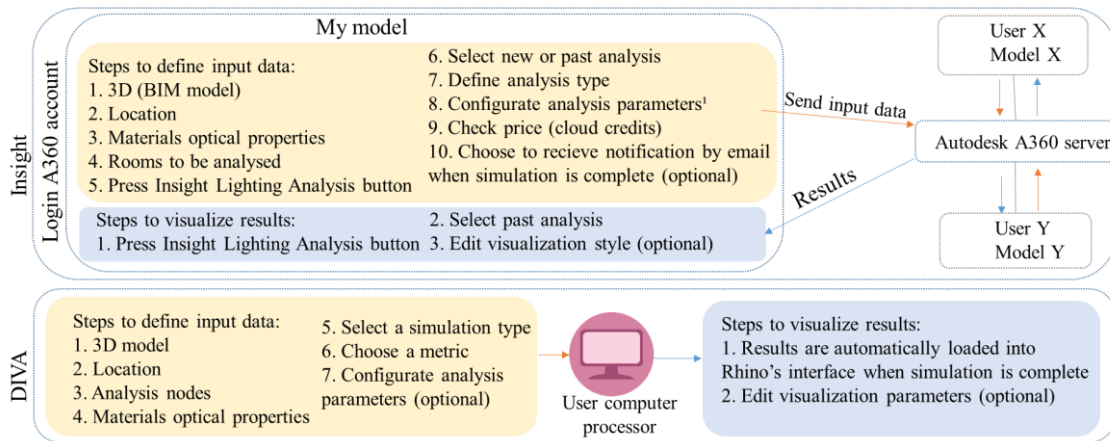 Insight
Login A360 account
My model
Steps to define input data:
1. 3D (BIM model)
2. Location
3. Materials optical properties
4. Rooms to be analysed
5. Press Insight Lighting Analysis button
6. Select new or past analysis
7. Define analysis type
8. Configurate analysis parameters¹
9. Check price (cloud credits)
10. Choose to recieve notification by email
when simulation is complete (optional)
Steps to visualize results:
1. Press Insight Lighting Analysis button
2. Select past analysis
3. Edit visualization style (optional)
Send input data
Results
User X
Model X
Autodesk A360 server
User Y
Model Y
DIVA
Steps to define input data:
1. 3D model
2. Location
3. Analysis nodes
4. Materials optical properties
5. Select a simulation type
6. Choose a metric
7. Configurate analysis
parameters (optional)
User computer
processor
Steps to visualize results:
1. Results are automatically loaded into
Rhino’s interface when simulation is complete
2. Edit visualization parameters (optional)